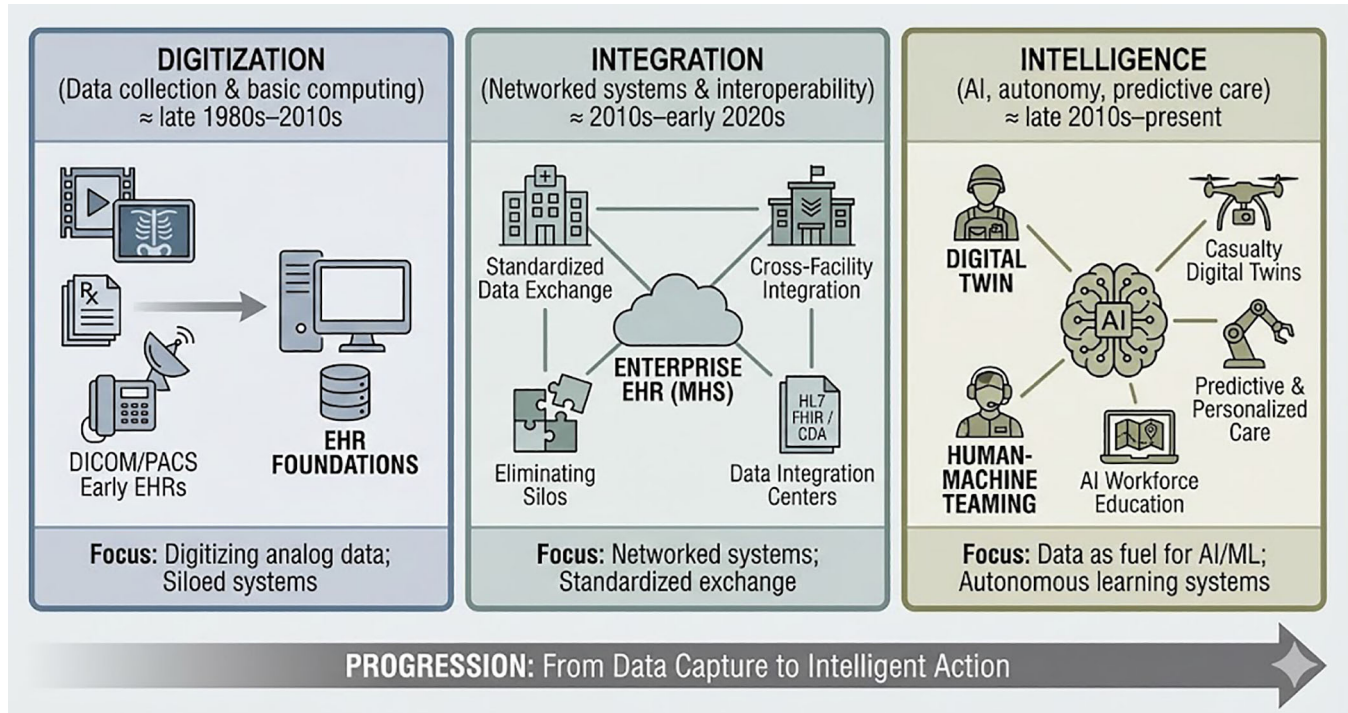 DIGITIZATION
(Data collection & basic computing)
≈ late 1980s–2010s
Rx
DICOM/PACS
Early EHRs
EHR
FOUNDATIONS
Focus: Digitizing analog data;
Siloed systems
INTEGRATION
(Networked systems & interoperability)
≈ 2010s–early 2020s
Standardized
Data Exchange
Cross-Facility
Integration
ENTERPRISE
EHR (MHS)
Eliminating
Silos
HL7
FHIR /
CDA
Data Integration
Centers
Focus: Networked systems;
Standardized exchange
INTELLIGENCE
(AI, autonomy, predictive care)
≈ late 2010s–present
DIGITAL
TWIN
Casualty
Digital Twins
AI
HUMAN-
MACHINE
TEAMING
AI Workforce
Education
Predictive &
Personalized
Care
Focus: Data as fuel for AI/ML;
Autonomous learning systems
PROGRESSION: From Data Capture to Intelligent Action